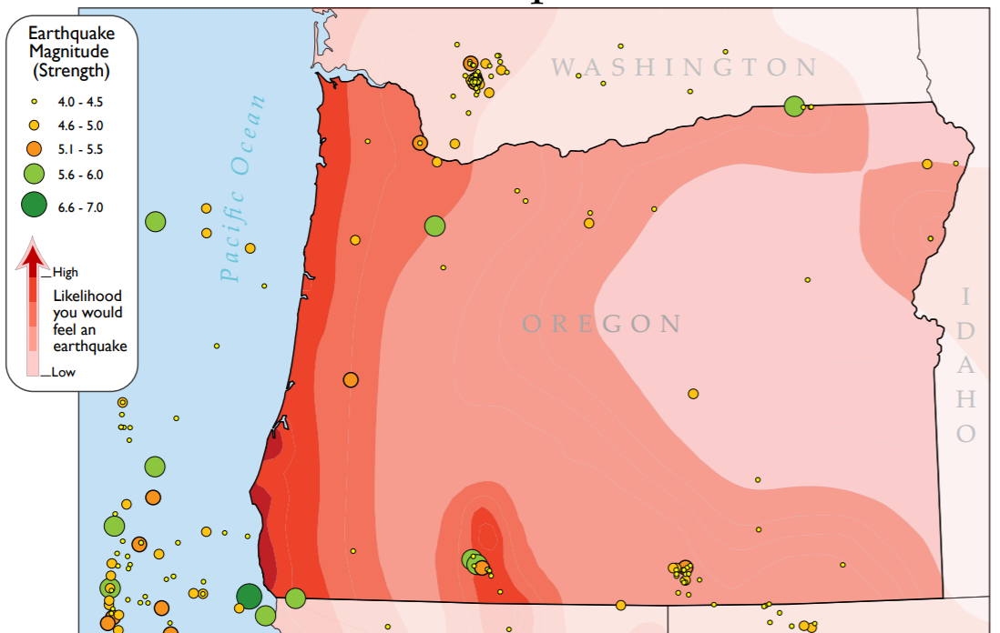 Earthquake
Magnitude
(Strength)
4.0 - 4.5
4.6 - 5.0
5.1 - 5.5
5.6 - 6.0
6.6 - 7.0
High
Likelihood
you would
feel an
earthquake
Low
Pacific Ocean
WASHINGTON
OREGON
IDAHO